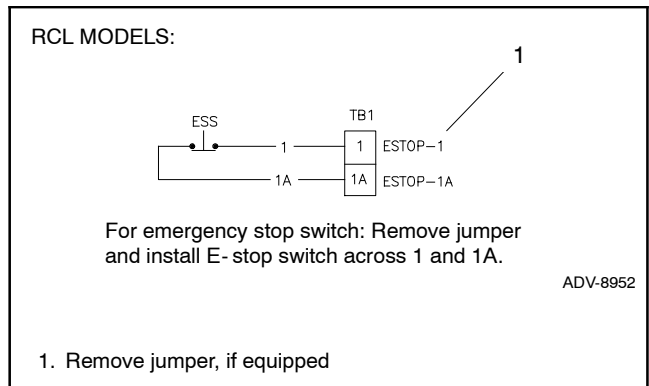 RCL MODELS:
1
ESS
TB1
1
1
ESTOP-1
1A
1A
ESTOP-1A
For emergency stop switch: Remove jumper
and install E-stop switch across 1 and 1A.
ADV-8952
1. Remove jumper, if equipped